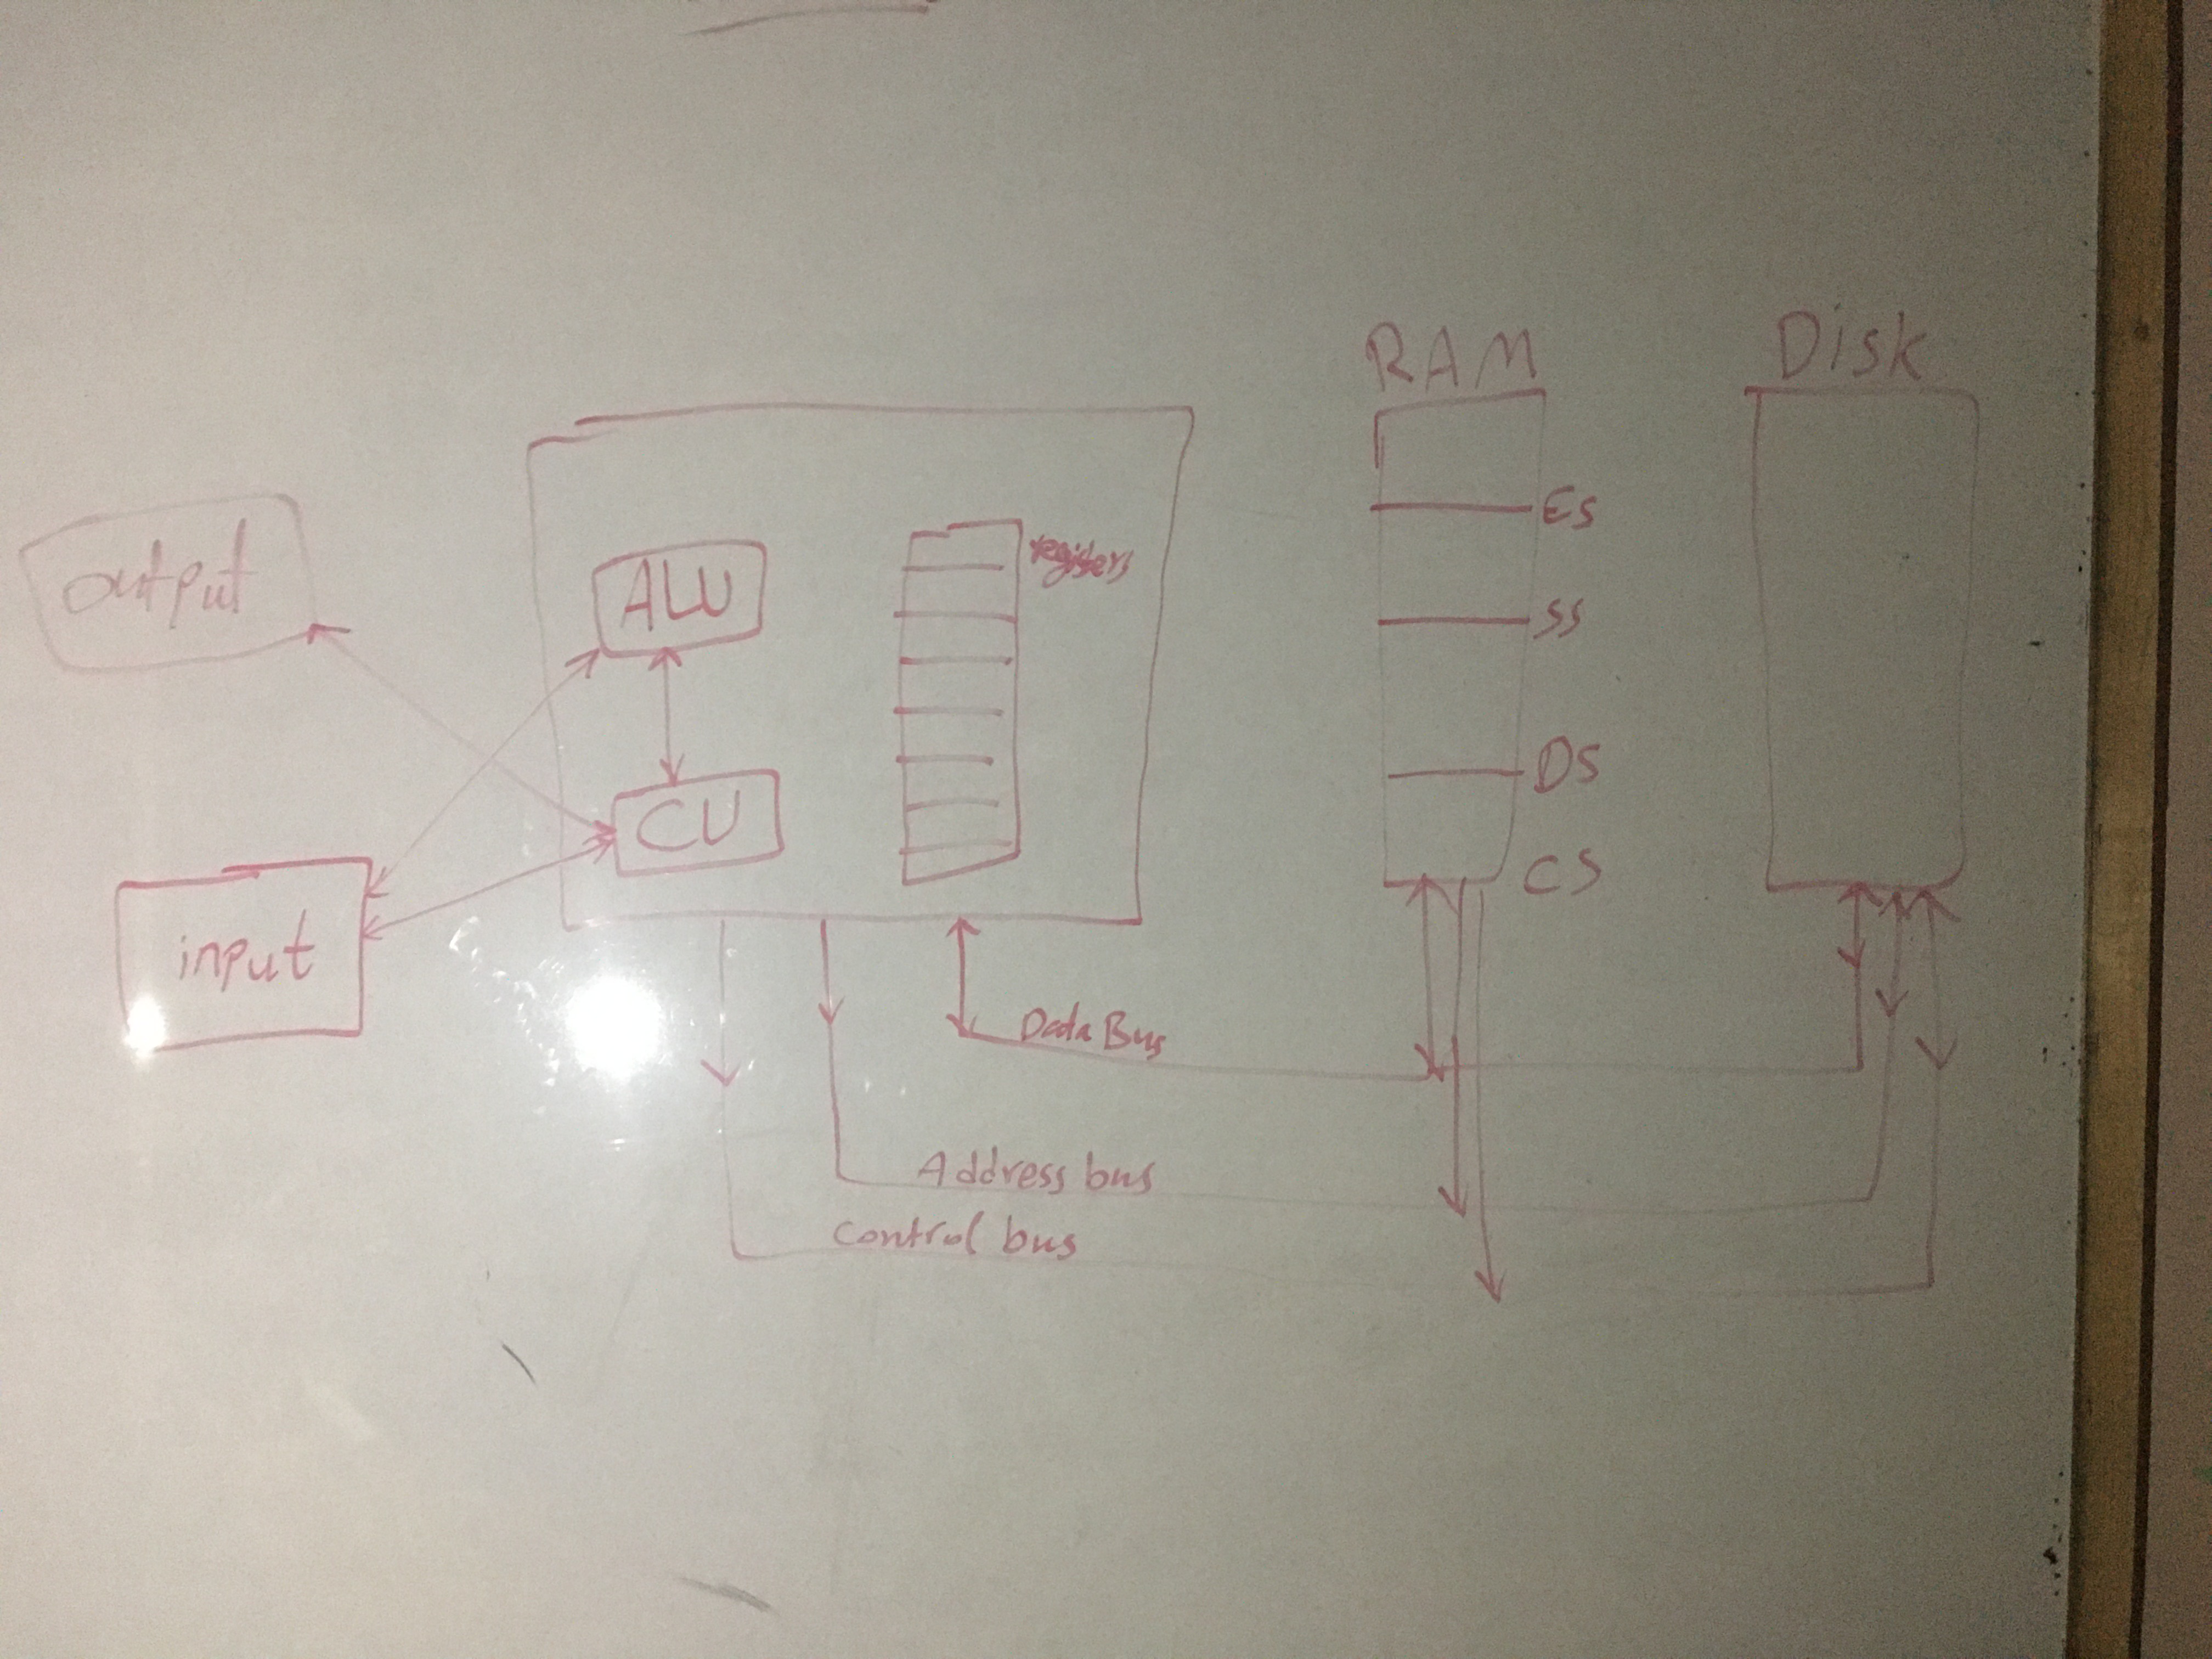 RAM
Disk
Es
output
ALU
registers
SS
DS
CU
CS
input
Data Bus
Address bus
control bus